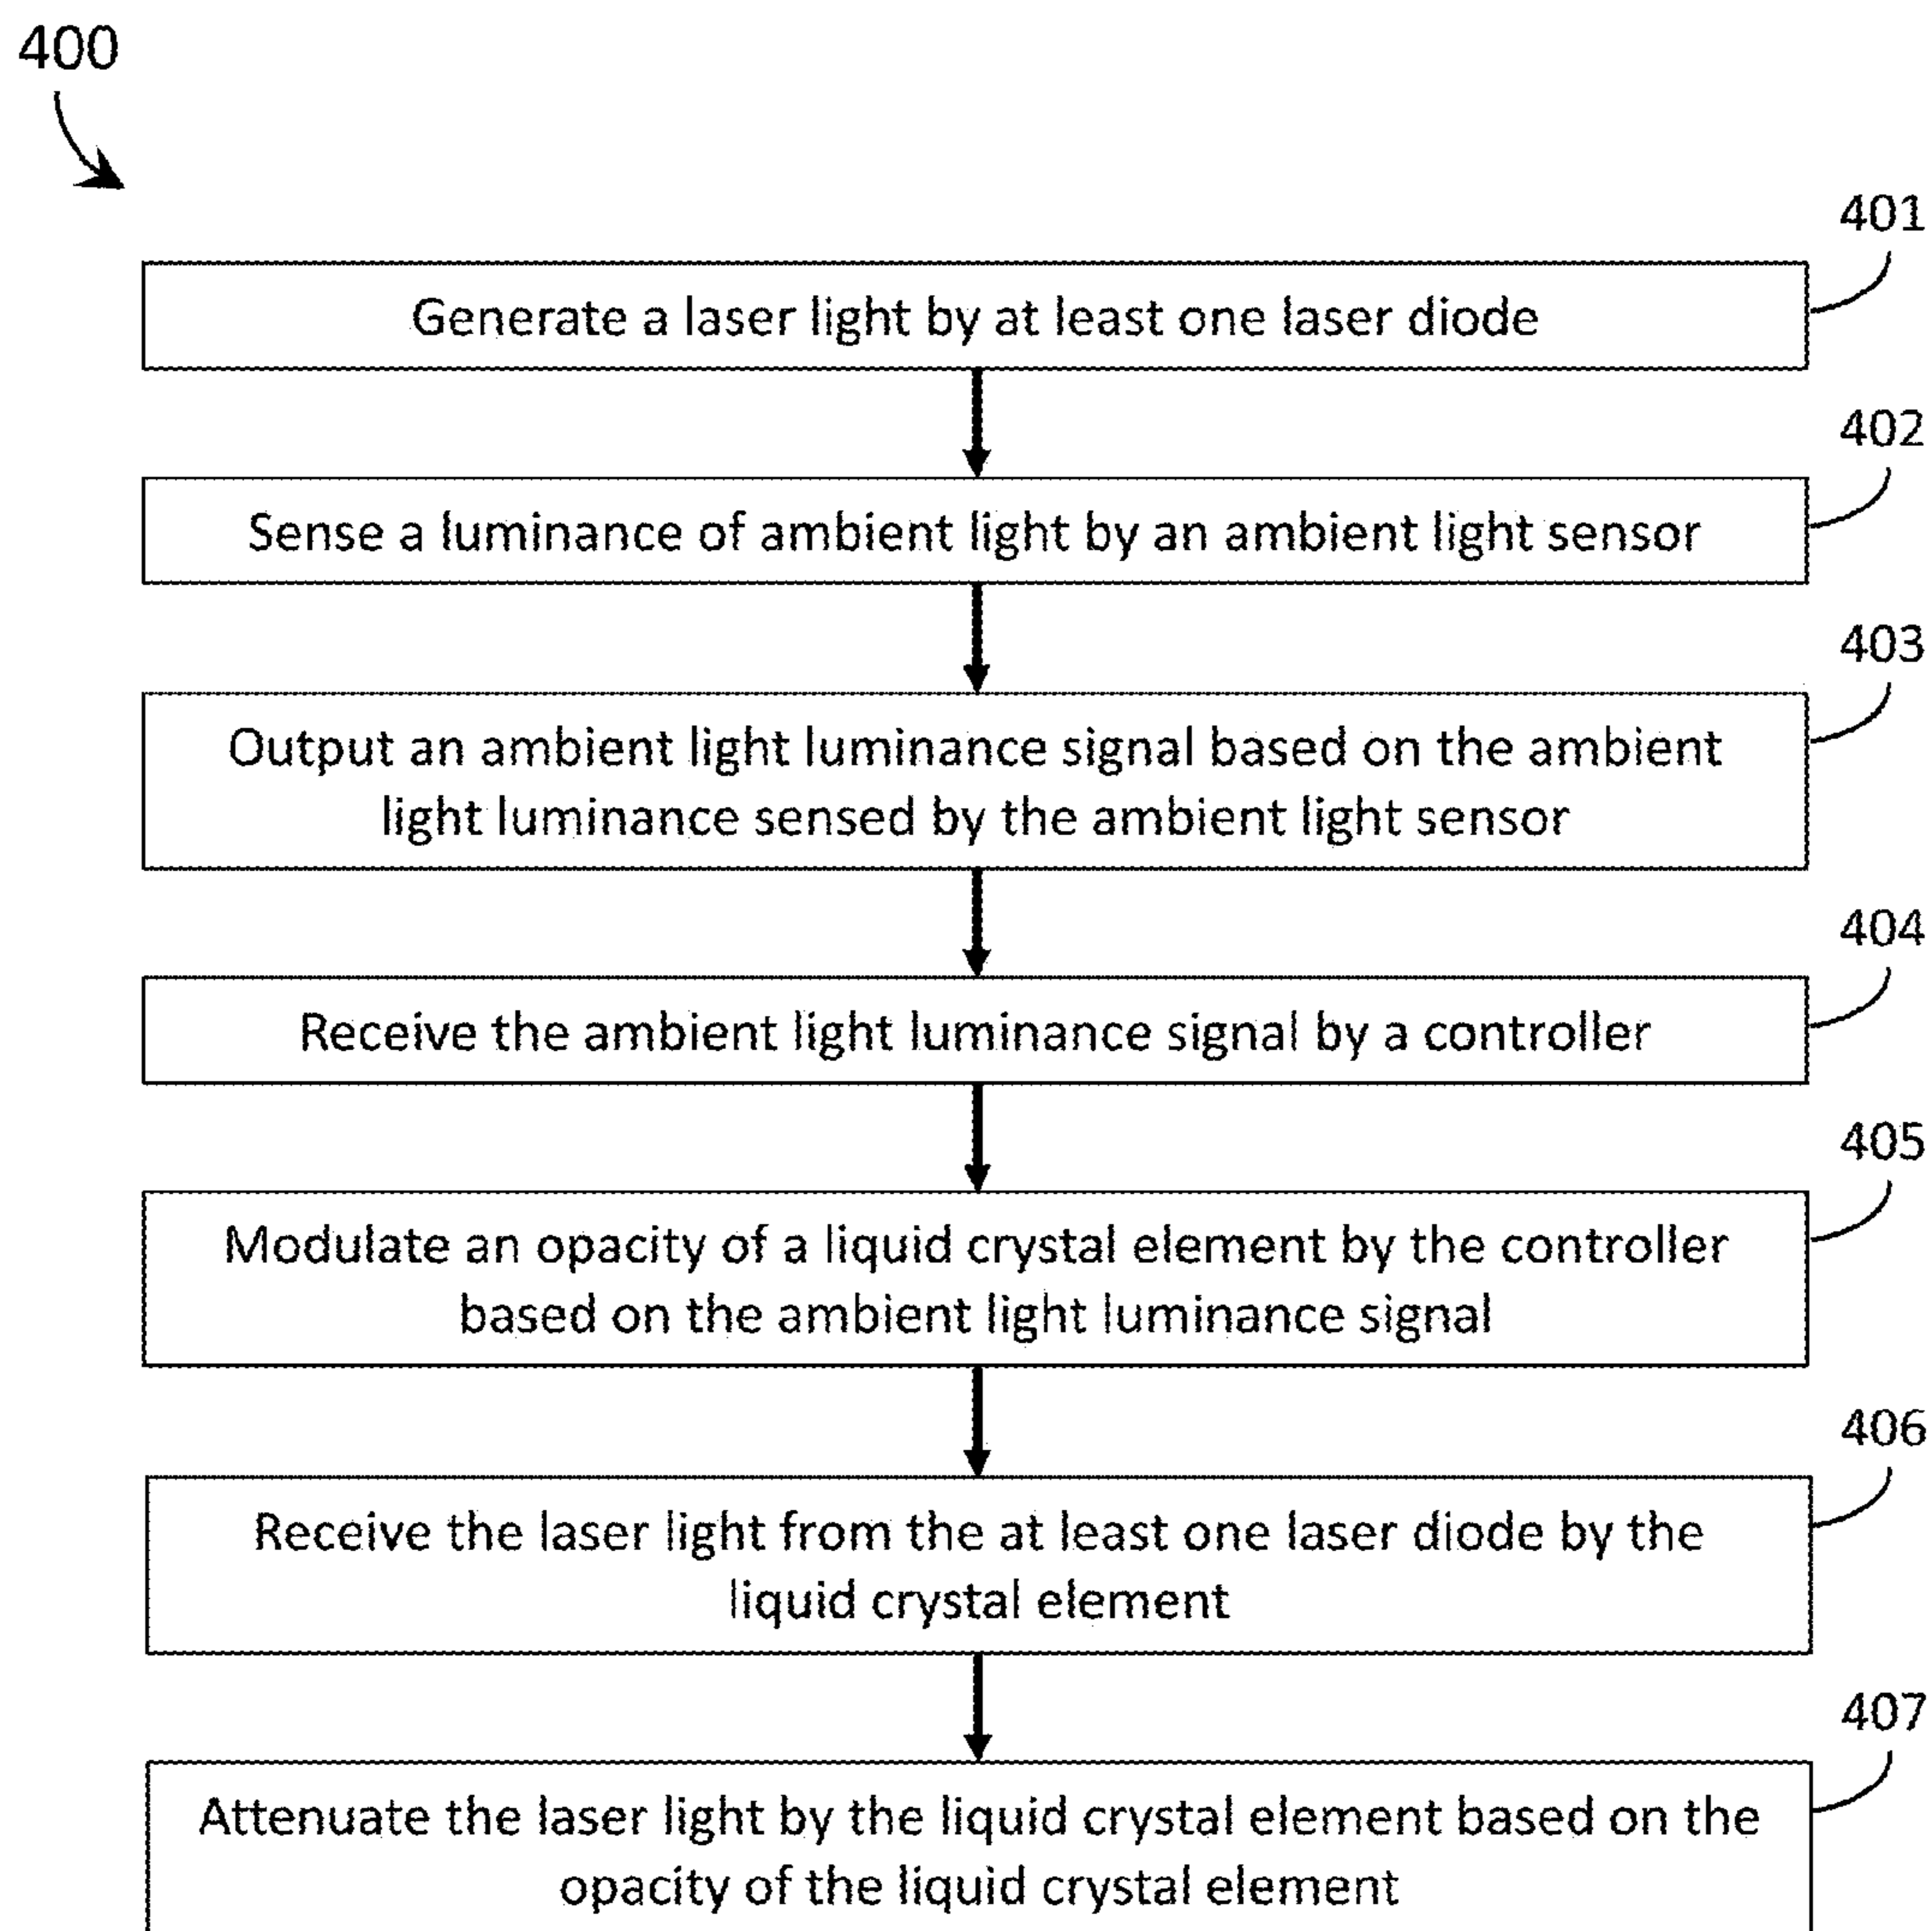 400
401
Generate a laser light by at least one laser diode
402
Sense a luminance of ambient light by an ambient light sensor
403
Output an ambient light luminance signal based on the ambient
light luminance sensed by the ambient light sensor
404
Receive the ambient light luminance signal by a controller
405
Modulate an opacity of a liquid crystal element by the controller
based on the ambient light luminance signal
406
Receive the laser light from the at least one laser diode by the
liquid crystal element
407
Attenuate the laser light by the liquid crystal element based on the
opacity of the liquid crystal element